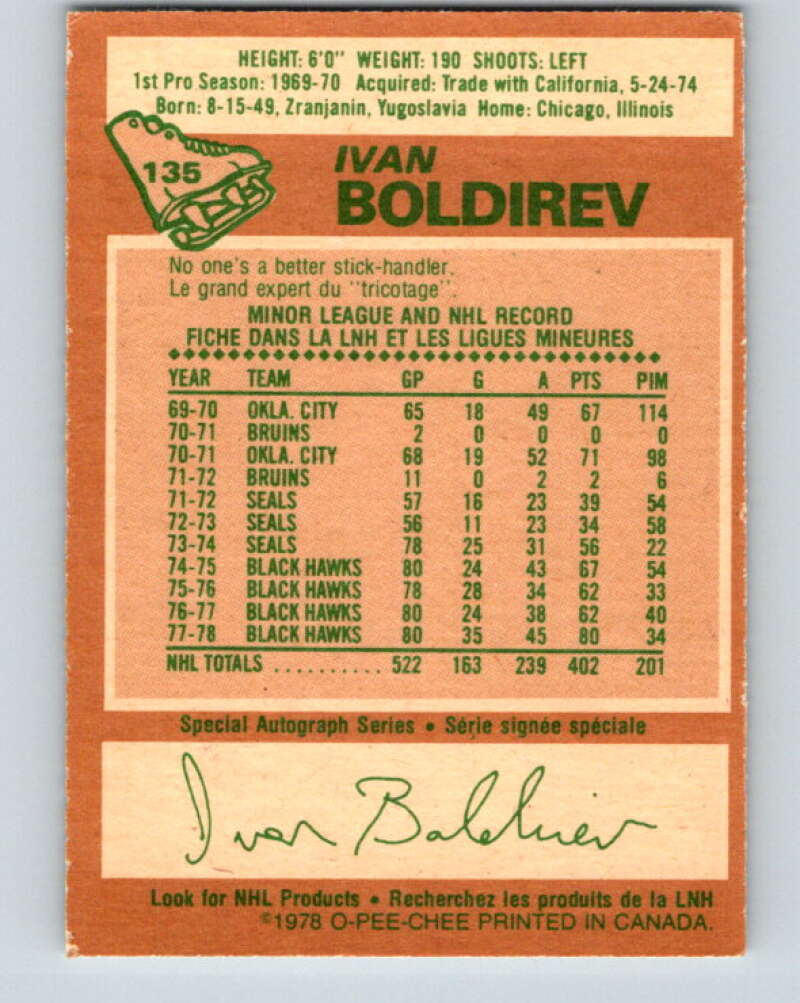 HEIGHT: 6'0" WEIGHT: 190 SHOOTS: LEFT
1st Pro Season: 1969-70 Acquired: Trade with California, 5-24-74
Born: 8-15-49, Zranjanin, Yugoslavia Home: Chicago, Illinois
135
IVAN
BOLDIREV
No one's a better stick-handler.
Le grand expert du "tricotage".
MINOR LEAGUE AND NHL RECORD
FICHE DANS LA LNH ET LES LIGUES MINEURES
YEAR TEAM GP G A PTS PIM
69-70 OKLA. CITY 65 18 49 67 114
70-71 BRUINS 2 0 0 0 0
70-71 OKLA. CITY 68 19 52 71 98
71-72 BRUINS 11 0 2 2 6
71-72 SEALS 57 16 23 39 54
72-73 SEALS 56 11 23 34 58
73-74 SEALS 78 25 31 56 22
74-75 BLACK HAWKS 80 24 43 67 54
75-76 BLACK HAWKS 78 28 34 62 33
76-77 BLACK HAWKS 80 24 38 62 40
77-78 BLACK HAWKS 80 35 45 80 34
NHL TOTALS .......... 522 163 239 402 201
Special Autograph Series • Série signée spéciale
Ivan Boldirev
Look for NHL Products • Recherchez les produits de la LNH
©1978 O-PEE-CHEE PRINTED IN CANADA.